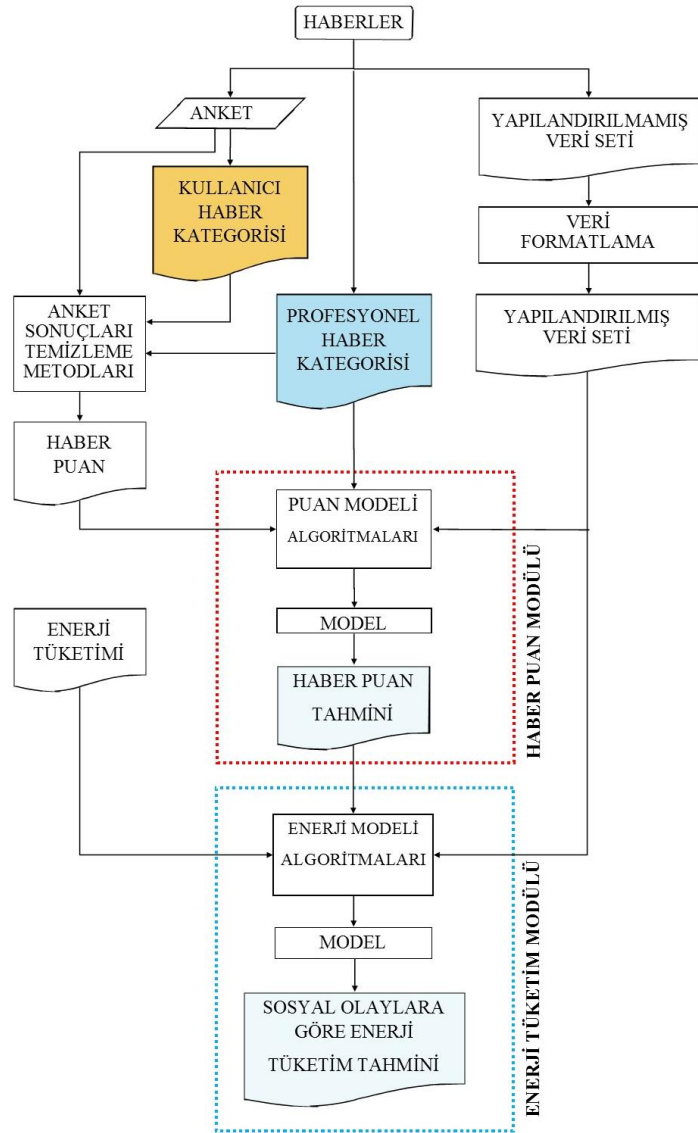 HABERLER
ANKET
YAPILANDIRILMAMIŞ
VERİ SETİ
KULLANICI
HABER
KATEGORİSİ
VERİ
FORMATLAMA
ANKET
SONUÇLARI
TEMİZLEME
METODLARI
PROFESYONEL
HABER
KATEGORİSİ
YAPILANDIRILMIŞ
VERİ SETİ
HABER
PUAN
PUAN MODELİ
ALGORİTMALARI
MODEL
HABER PUAN
TAHMİNİ
HABER PUAN MODÜLÜ
ENERJİ
TÜKETİMİ
ENERJİ MODELİ
ALGORİTMALARI
MODEL
SOSYAL OLAYLARA
GÖRE ENERJİ
TÜKETİM TAHMİNİ
ENERJİ TÜKETİM MODÜLÜ